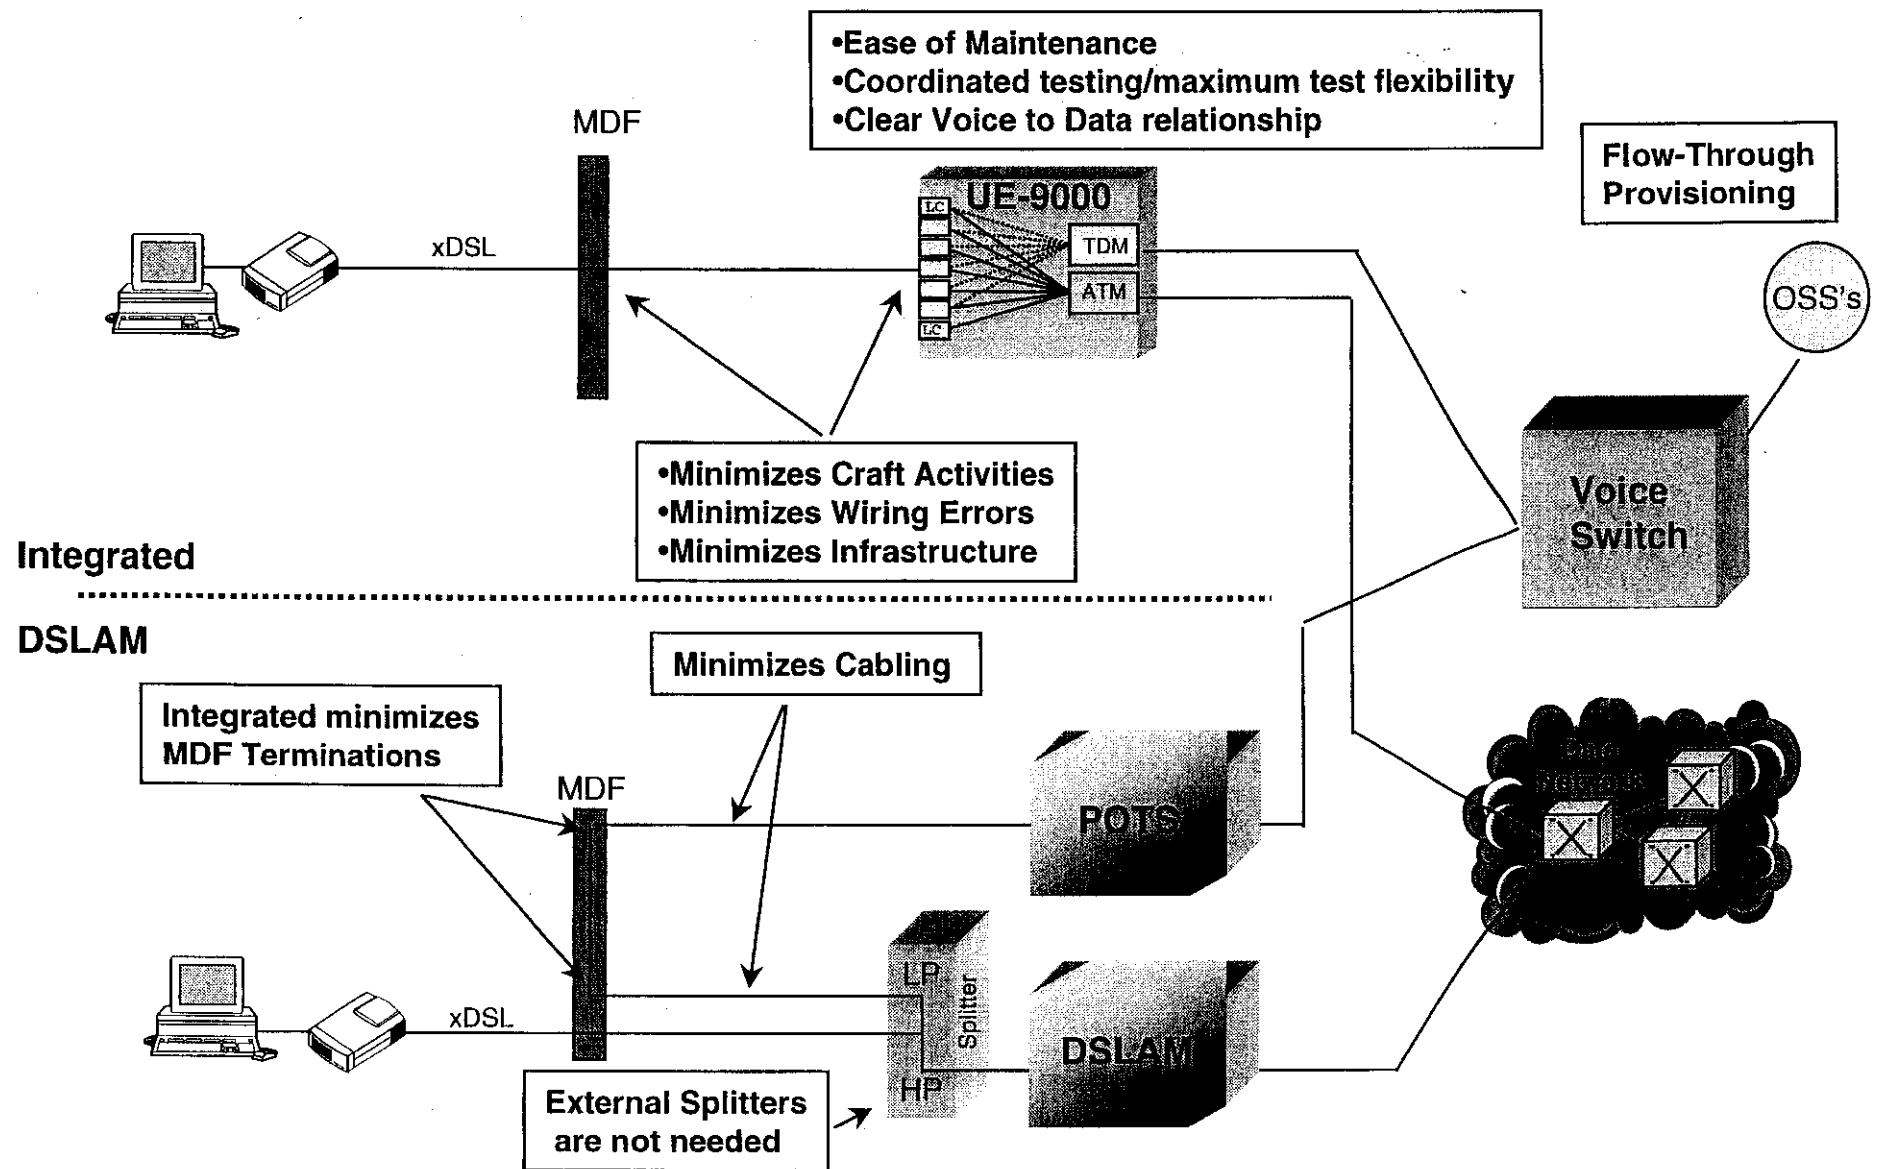 •Ease of Maintenance
•Coordinated testing/maximum test flexibility
•Clear Voice to Data relationship
MDF
Flow-Through
Provisioning
UE-9000
LC
TDM
ATM
LC
xDSL
OSS's
•Minimizes Craft Activities
•Minimizes Wiring Errors
•Minimizes Infrastructure
Voice
Switch
Integrated
DSLAM
Minimizes Cabling
Integrated minimizes
MDF Terminations
MDF
POTS
Data
Network
LP
Splitter
HP
xDSL
DSLAM
External Splitters
are not needed